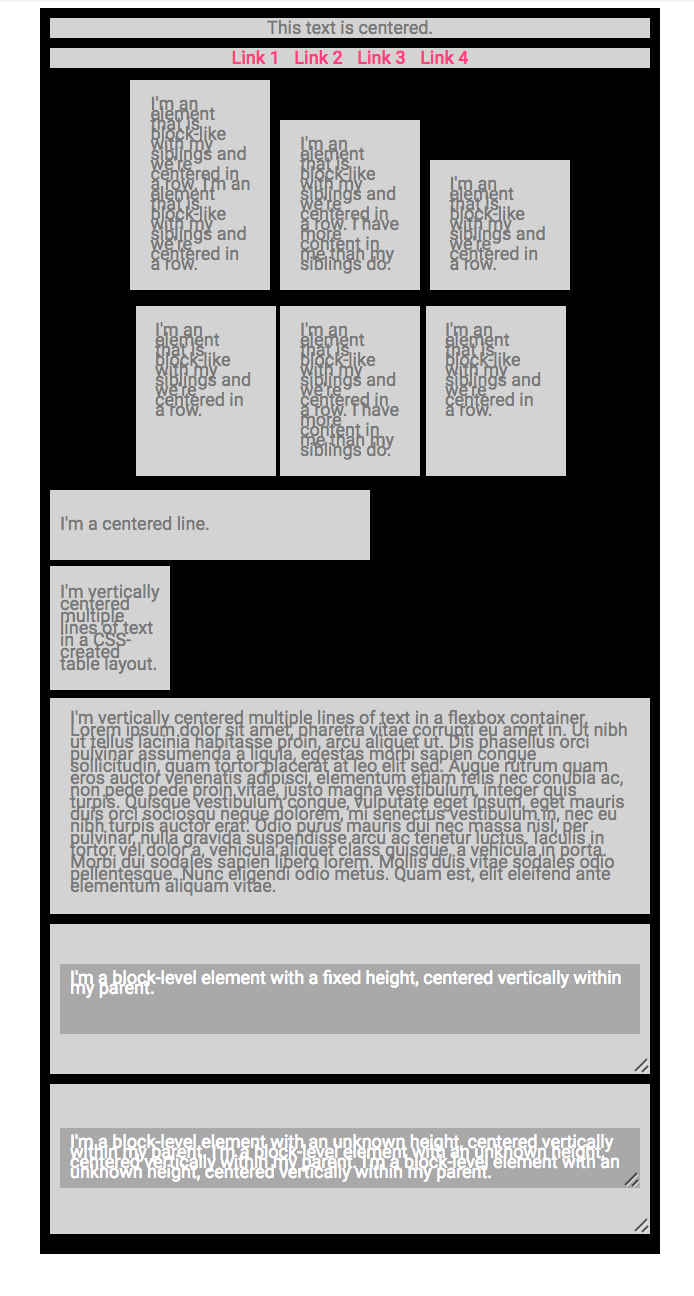 This text is centered.
Link 1 Link 2 Link 3 Link 4
I'm an
element
that is
block-like
with my
siblings and
we're
centered in
a row. I'm an
element
that is
block-like
with my
siblings and
we're
centered in
a row.
I'm an
element
that is
block-like
with my
siblings and
we're
centered in
a row. I have
more
content in
me than my
siblings do.
I'm an
element
that is
block-like
with my
siblings and
we're
centered in
a row.
I'm an
element
that is
block-like
with my
siblings and
we're
centered in
a row.
I'm an
element
that is
block-like
with my
siblings and
we're
centered in
a row. I have
more
content in
me than my
siblings do.
I'm an
element
that is
block-like
with my
siblings and
we're
centered in
a row.
I'm a centered line.
I'm vertically
centered
multiple
lines of text
in a CSS-
created
table layout.
I'm vertically centered multiple lines of text in a flexbox container.
Lorem ipsum dolor sit amet, pharetra vitae corrupti eu amet in. Ut nibh
ut tellus lacinia habitasse proin, arcu aliquet ut. Dis phasellus orci
pulvinar assumenda a ligula, egestas morbi sapien congue
sollicitudin, quam tortor placerat at leo elit sed. Augue rutrum quam
eros auctor venenatis adipisci, elementum etiam felis nec conubia ac,
non pede pede proin vitae, justo magna vestibulum, integer quis
turpis. Quisque vestibulum congue, vulputate eget ipsum, eget mauris
duis orci sociosqu neque dolorem, mi senectus vestibulum in, nec eu
nibh turpis auctor erat. Odio purus mauris dui nec massa nisl, per
pulvinar, nulla gravida suspendisse arcu ac tenetur luctus. Iaculis in
tortor vel dolor a, vehicula aliquet class quisque, a vehicula in porta.
Morbi dui sodales sapien libero lorem. Mollis duis vitae sodales odio
pellentesque. Nunc eligendi odio metus. Quam est, elit eleifend ante
elementum aliquam vitae.
I'm a block-level element with a fixed height, centered vertically within
my parent.
I'm a block-level element with an unknown height, centered vertically
within my parent. I'm a block-level element with an unknown height,
centered vertically within my parent. I'm a block-level element with an
unknown height, centered vertically within my parent.